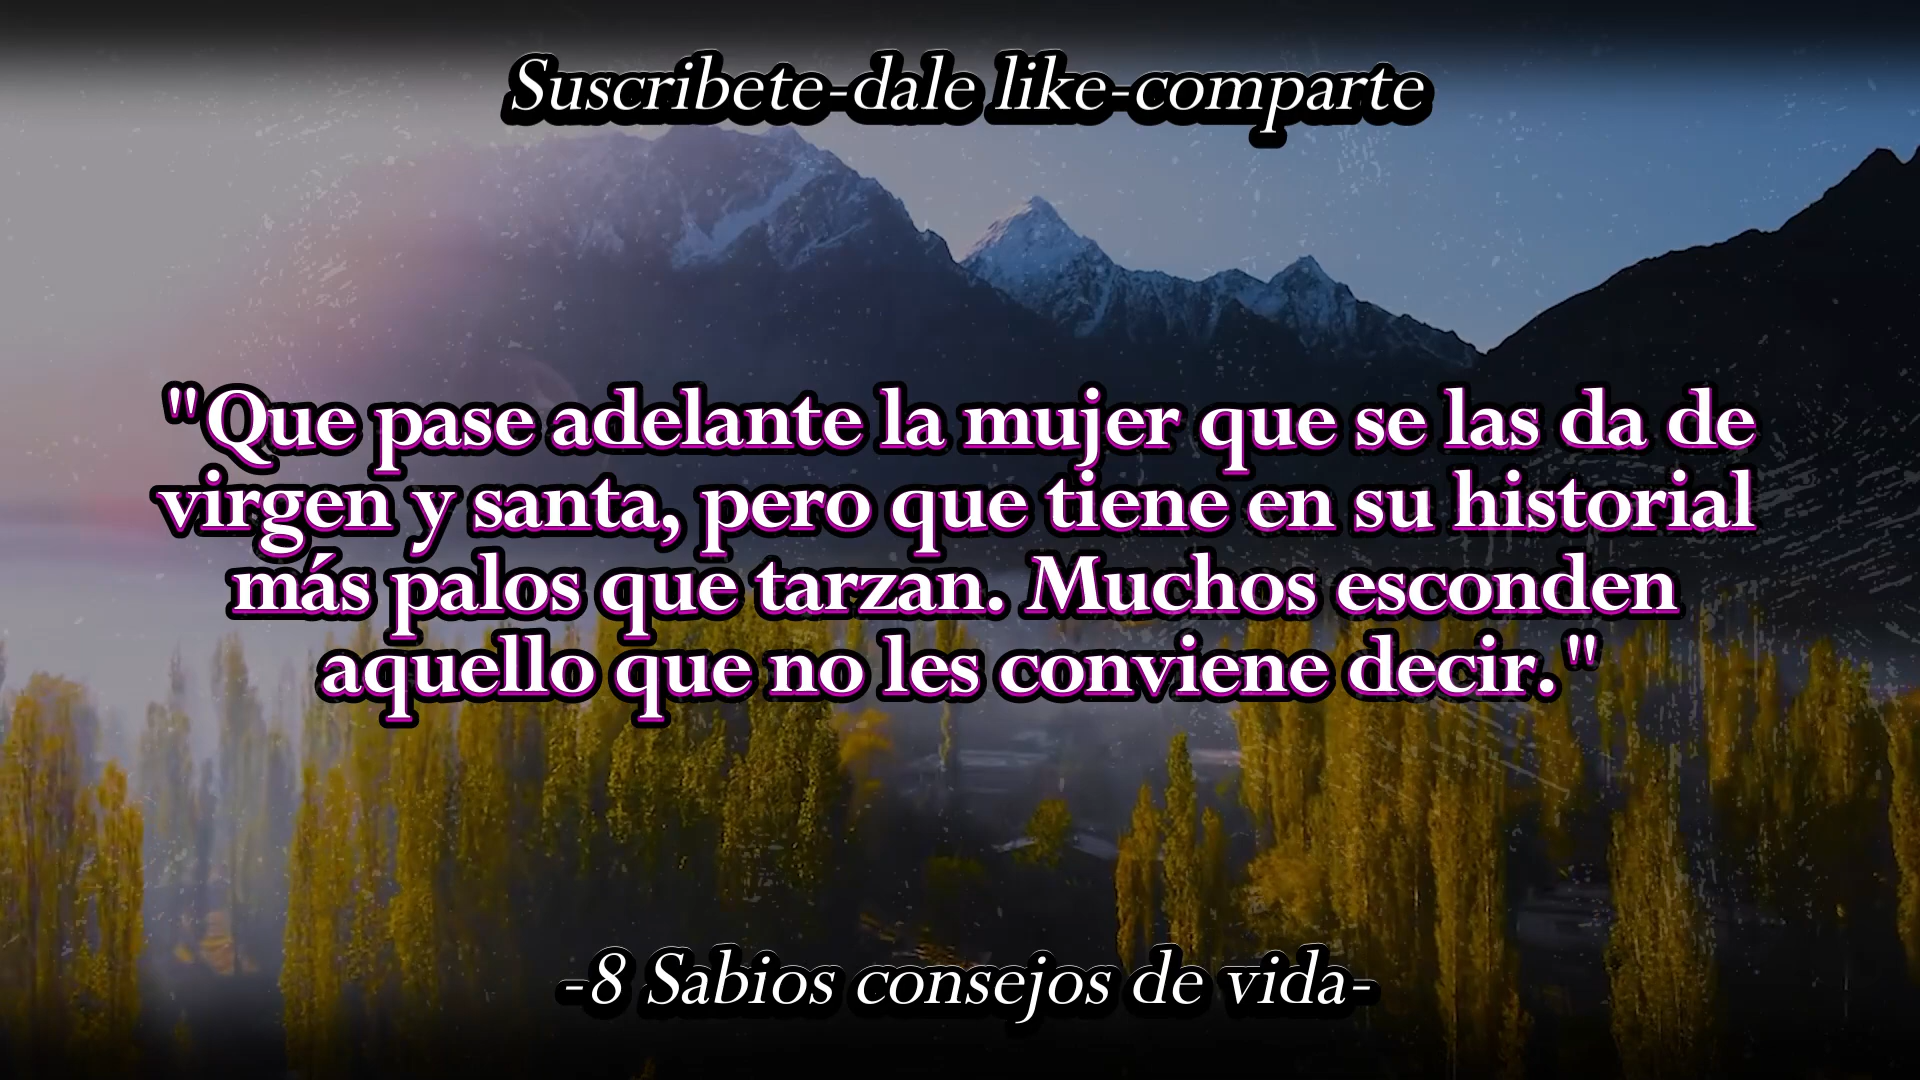 Suscribete-dale like-comparte
"Que pase adelante la mujer que se las da de
virgen y santa, pero que tiene en su historial
más palos que tarzan. Muchos esconden
aquello que no les conviene decir."
-8 Sabios consejos de vida-